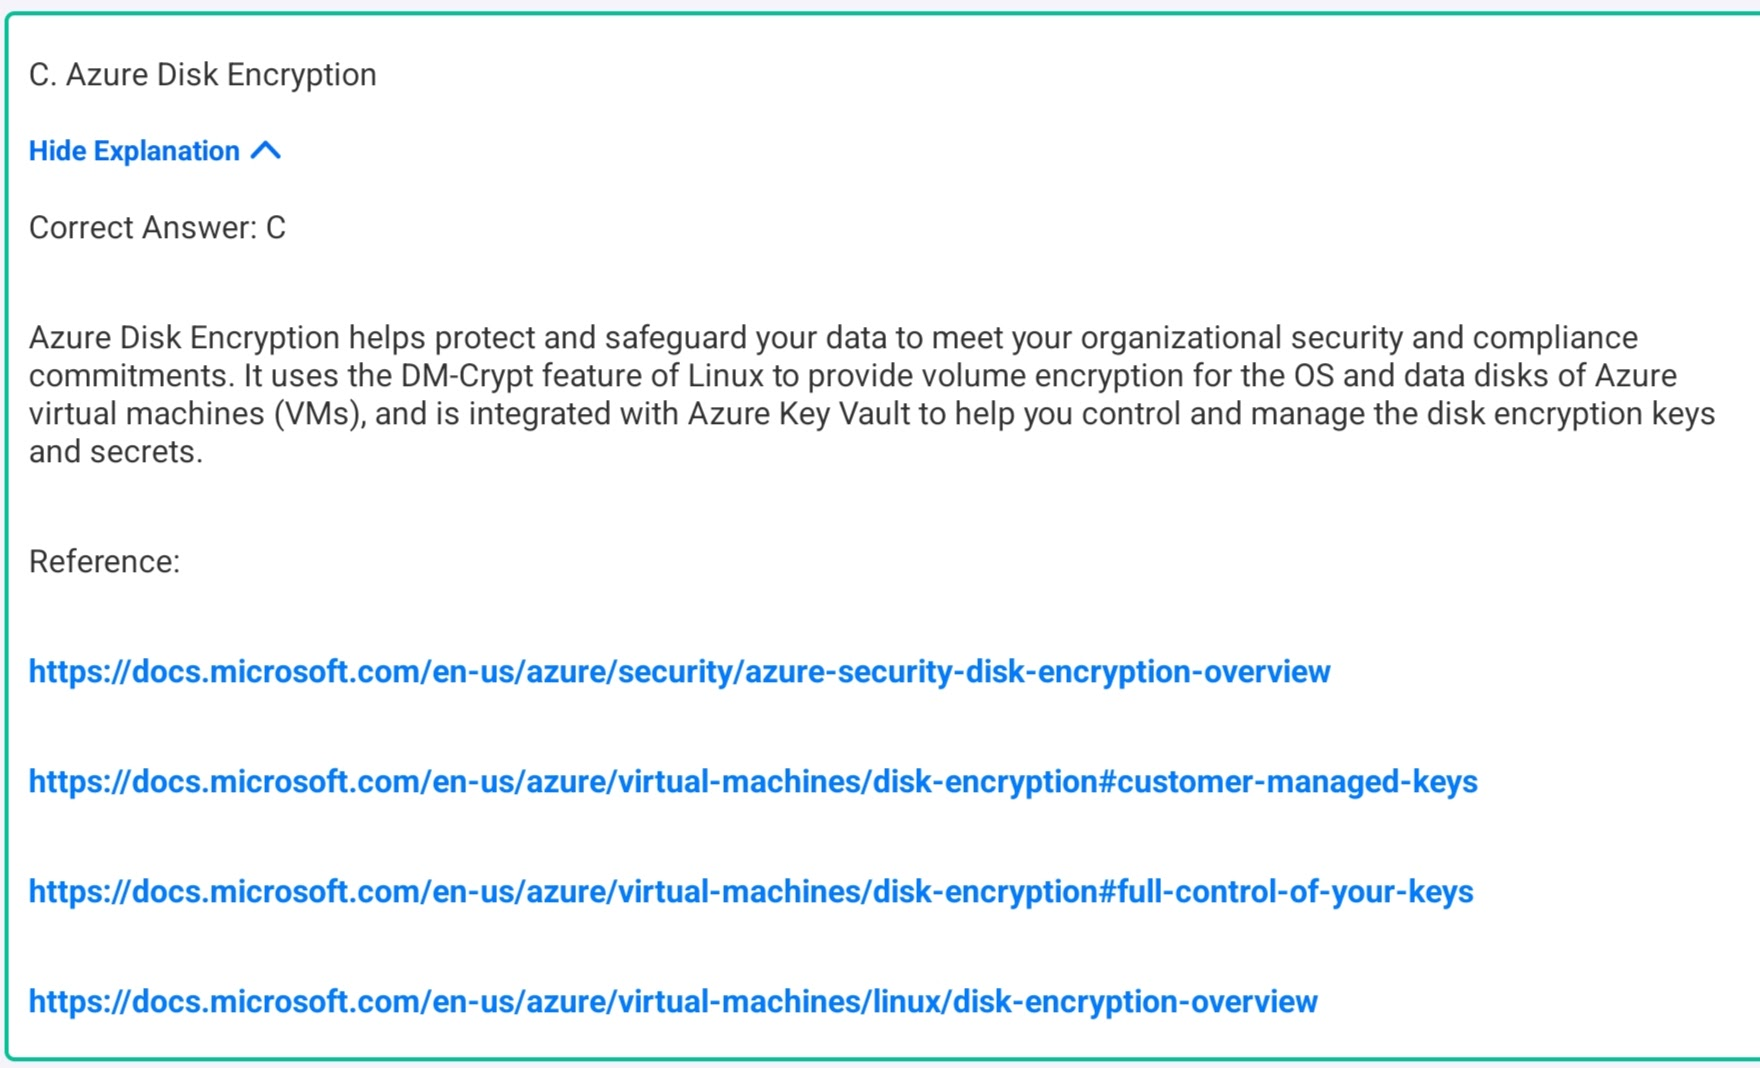 C. Azure Disk Encryption
Hide Explanation
Correct Answer: C
Azure Disk Encryption helps protect and safeguard your data to meet your organizational security and compliance
commitments. It uses the DM-Crypt feature of Linux to provide volume encryption for the OS and data disks of Azure
virtual machines (VMs), and is integrated with Azure Key Vault to help you control and manage the disk encryption keys
and secrets.
Reference:
https://docs.microsoft.com/en-us/azure/security/azure-security-disk-encryption-overview
https://docs.microsoft.com/en-us/azure/virtual-machines/disk-encryption#customer-managed-keys
https://docs.microsoft.com/en-us/azure/virtual-machines/disk-encryption#full-control-of-your-keys
https://docs.microsoft.com/en-us/azure/virtual-machines/linux/disk-encryption-overview